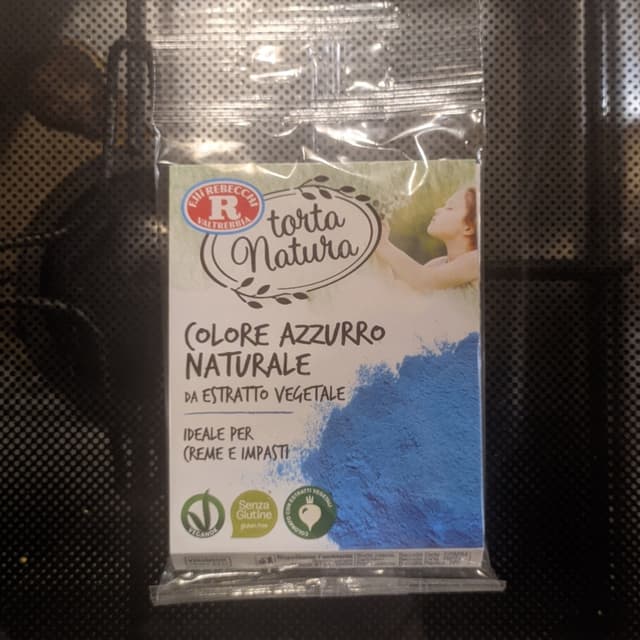 F.lli REBECCHI
R
VALTREBBIA
torta
Natura
COLORE AZZURRO
NATURALE
DA ESTRATTO VEGETALE
IDEALE PER
CREME E IMPASTI
VEGANOK
Senza
Glutine
gluten free